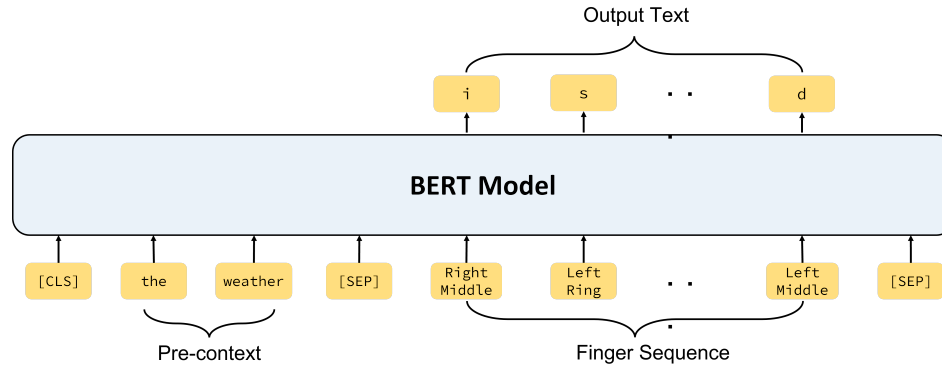 Output Text
i s . . d
.
BERT Model
[CLS] the weather [SEP] Right Middle Left Ring . . Left Middle [SEP]
.
Pre-context Finger Sequence